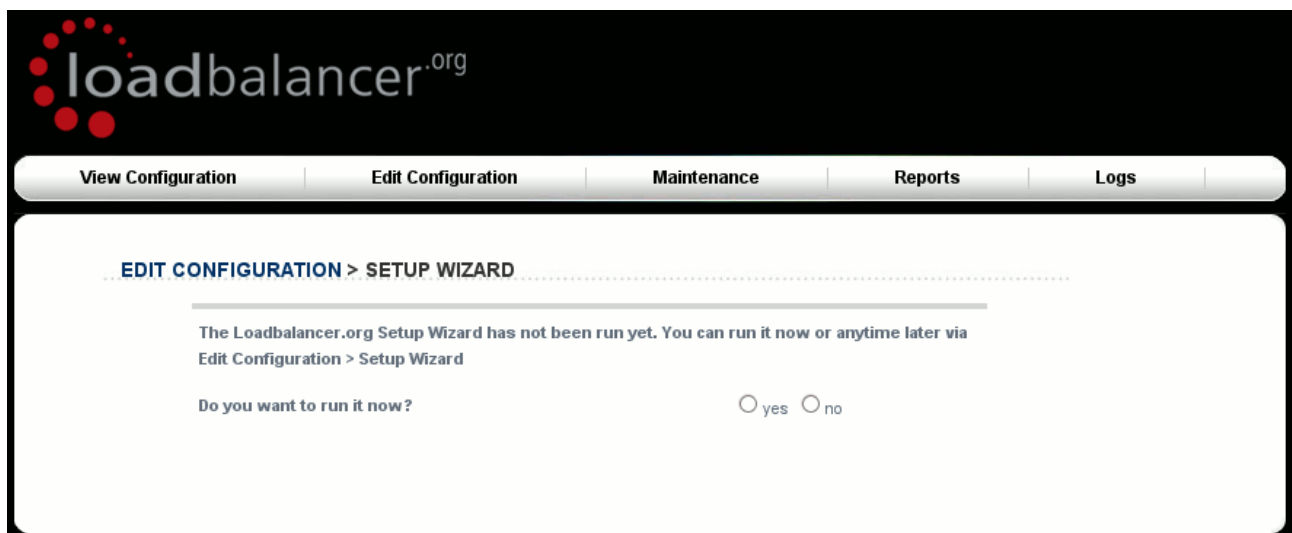 loadbalancer.org
View Configuration Edit Configuration Maintenance Reports Logs
EDIT CONFIGURATION > SETUP WIZARD
The Loadbalancer.org Setup Wizard has not been run yet. You can run it now or anytime later via
Edit Configuration > Setup Wizard
Do you want to run it now? yes no